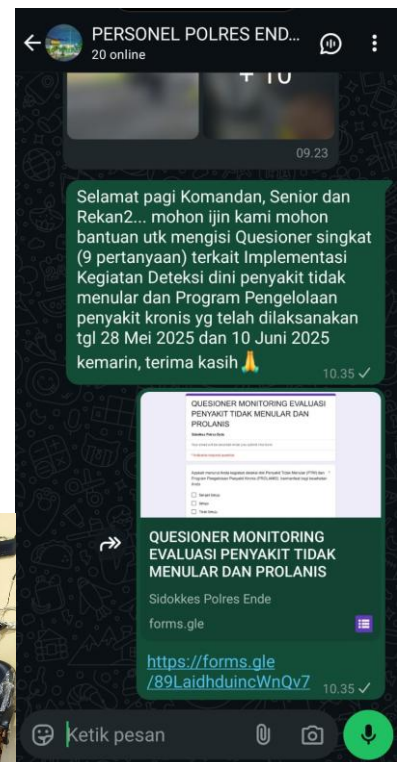 PERSONEL POLRES END...
20 online
+ 10
09.23
Selamat pagi Komandan, Senior dan
Rekan2... mohon ijin kami mohon
bantuan utk mengisi Quesioner singkat
(9 pertanyaan) terkait Implementasi
Kegiatan Deteksi dini penyakit tidak
menular dan Program Pengelolaan
penyakit kronis yg telah dilaksanakan
tgl 28 Mei 2025 dan 10 Juni 2025
kemarin, terima kasih🙏
10.35
QUESIONER MONITORING EVALUASI
PENYAKIT TIDAK MENULAR DAN
PROLANIS
Sidokkes Polres Ende
QUESIONER MONITORING
EVALUASI PENYAKIT TIDAK
MENULAR DAN PROLANIS
Sidokkes Polres Ende
forms.gle
https://forms.gle
/89LaidhduincWnQv7
10.35
Ketik pesan